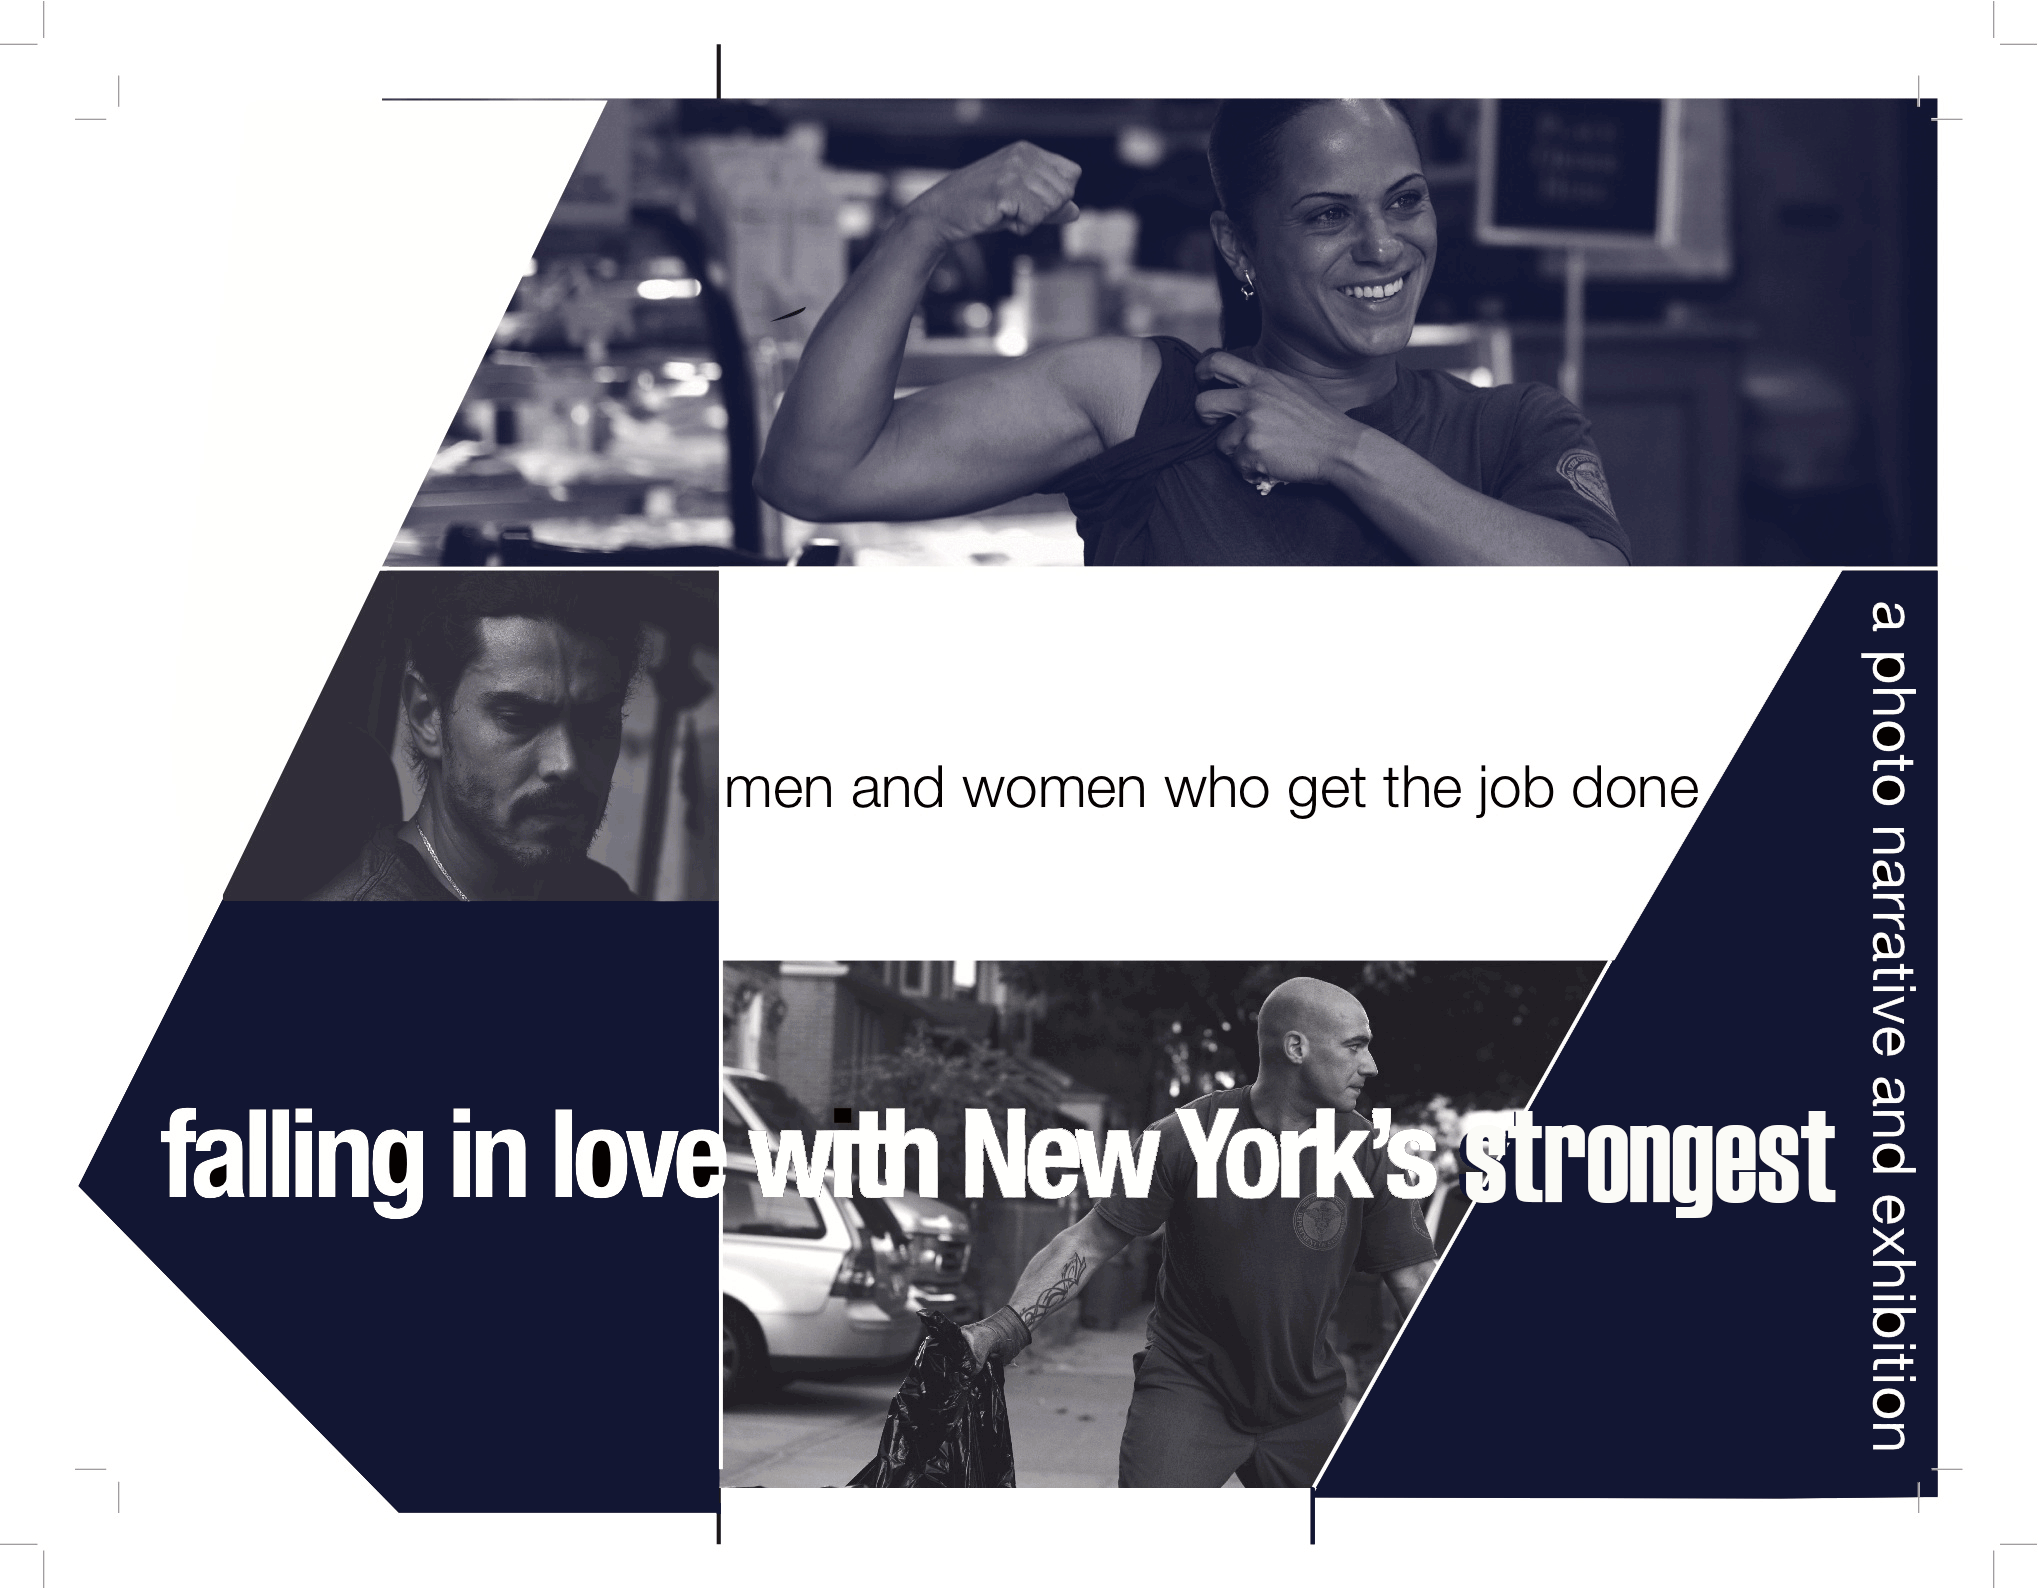 men and women who get the job done
falling in love with New York's strongest
a photo narrative and exhibition